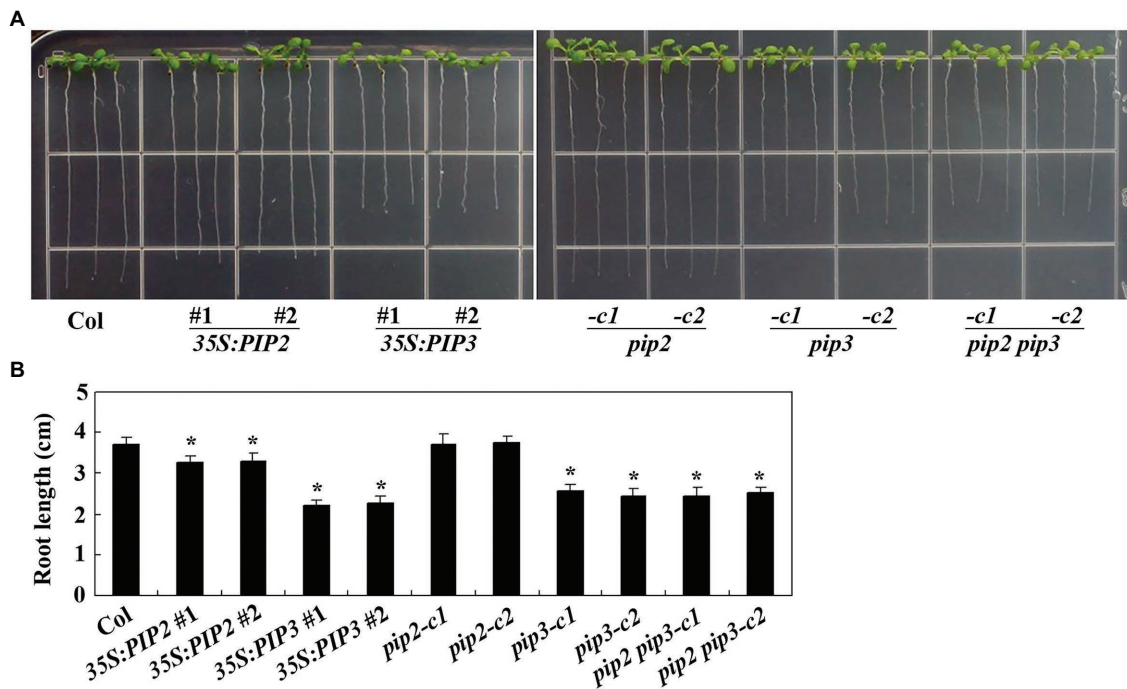 A
Col
#1 #2
35S:PIP2
#1 #2
35S:PIP3
-c1 -c2
pip2
-c1 -c2
pip3
-c1 -c2
pip2 pip3
B
Root length (cm)
5
4
3
2
1
0
Col
35S:PIP2 #1
35S:PIP2 #2
35S:PIP3 #1
35S:PIP3 #2
pip2-c1
pip2-c2
pip3-c1
pip3-c2
pip2 pip3-c1
pip2 pip3-c2
* * * * * * * *